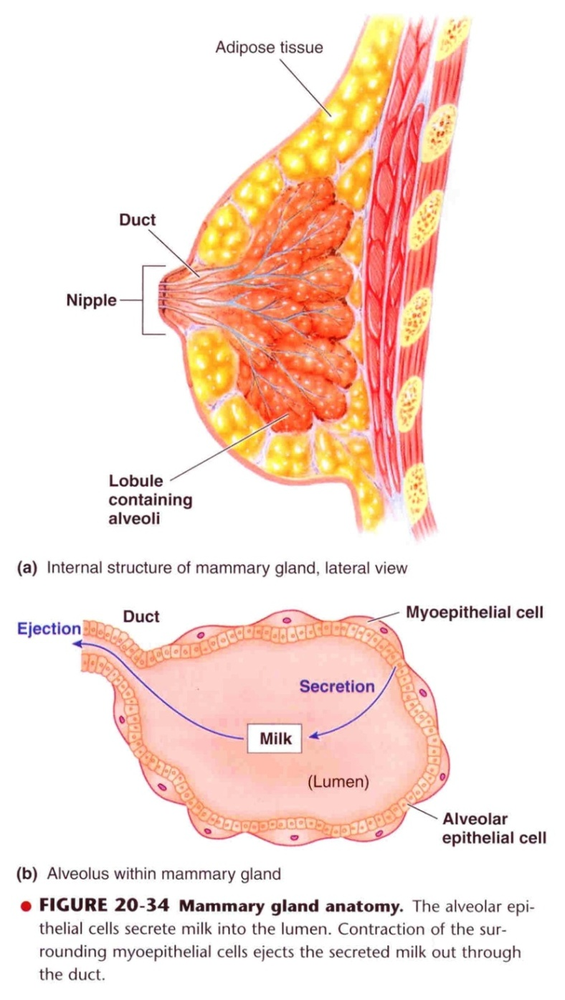 Adipose tissue
Duct
Nipple
Lobule
containing
alveoli
(a) Internal structure of mammary gland, lateral view
Duct
Myoepithelial cell
Ejection
Secretion
Milk
(Lumen)
Alveolar
epithelial cell
(b) Alveolus within mammary gland
● FIGURE 20-34 Mammary gland anatomy. The alveolar epi-
thelial cells secrete milk into the lumen. Contraction of the sur-
rounding myoepithelial cells ejects the secreted milk out through
the duct.